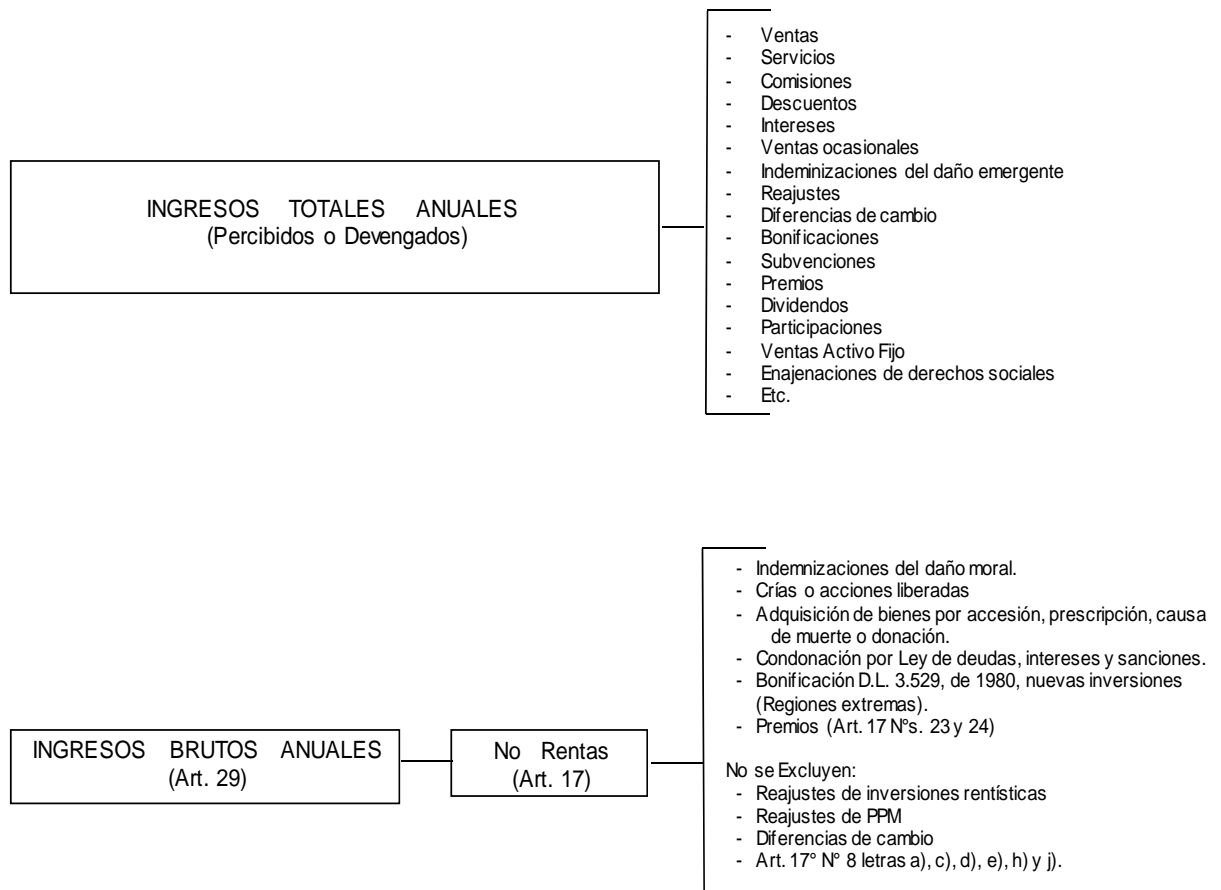 - Ventas
- Servicios
- Comisiones
- Descuentos
- Intereses
- Ventas ocasionales
- Indeminizaciones del daño emergente
- Reajustes
- Diferencias de cambio
- Bonificaciones
- Subvenciones
- Premios
- Dividendos
- Participaciones
- Ventas Activo Fijo
- Enajenaciones de derechos sociales
- Etc.
INGRESOS TOTALES ANUALES
(Percibidos o Devengados)
- Indemnizaciones del daño moral.
- Crías o acciones liberadas
- Adquisición de bienes por accesión, prescripción, causa
de muerte o donación.
- Condonación por Ley de deudas, intereses y sanciones.
- Bonificación D.L. 3.529, de 1980, nuevas inversiones
(Regiones extremas).
- Premios (Art. 17 N°s. 23 y 24)
INGRESOS BRUTOS ANUALES
(Art. 29)
No Rentas
(Art. 17)
No se Excluyen:
- Reajustes de inversiones rentísticas
- Reajustes de PPM
- Diferencias de cambio
- Art. 17° N° 8 letras a), c), d), e), h) y j).